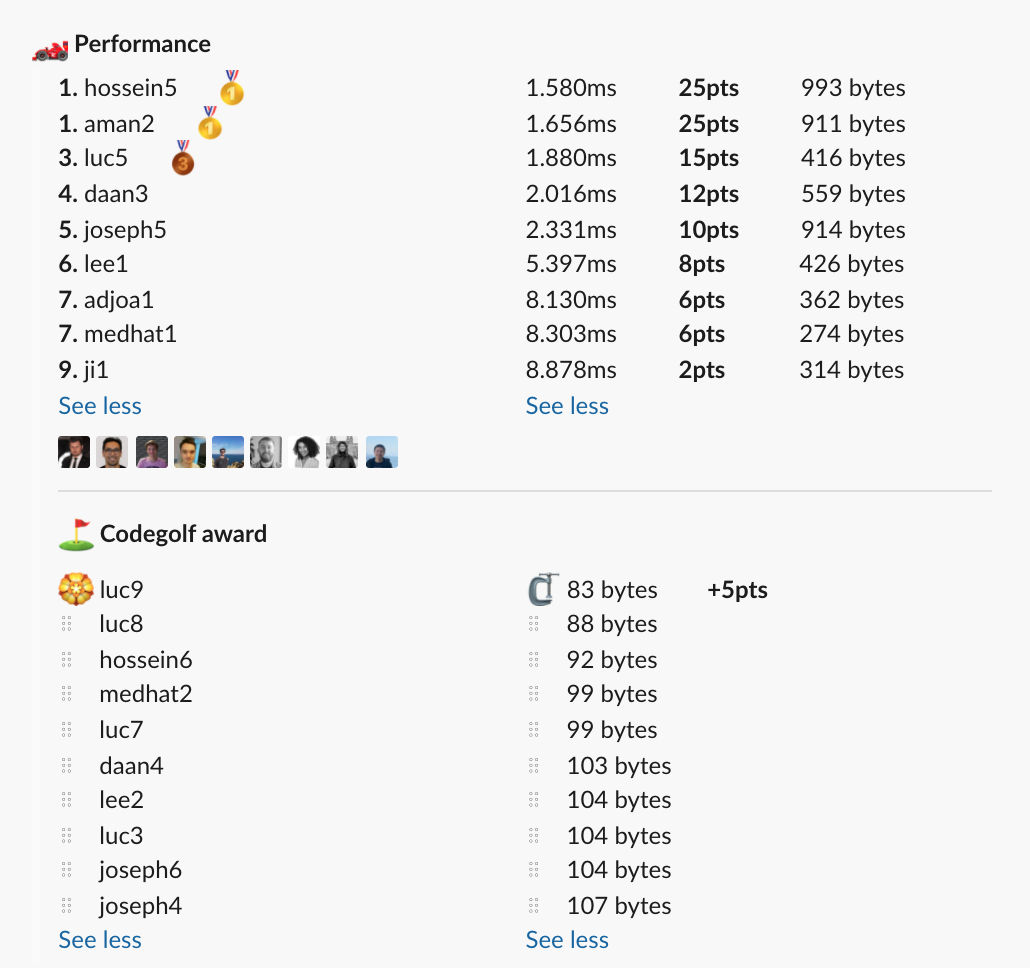 Performance
1. hossein5 1.580ms 25pts 993 bytes
1. aman2 1.656ms 25pts 911 bytes
3. luc5 1.880ms 15pts 416 bytes
4. daan3 2.016ms 12pts 559 bytes
5. joseph5 2.331ms 10pts 914 bytes
6. lee1 5.397ms 8pts 426 bytes
7. adjoa1 8.130ms 6pts 362 bytes
7. medhat1 8.303ms 6pts 274 bytes
9. ji1 8.878ms 2pts 314 bytes
See less See less
Codegolf award
luc9 83 bytes +5pts
luc8 88 bytes
hossein6 92 bytes
medhat2 99 bytes
luc7 99 bytes
daan4 103 bytes
lee2 104 bytes
luc3 104 bytes
joseph6 104 bytes
joseph4 107 bytes
See less See less